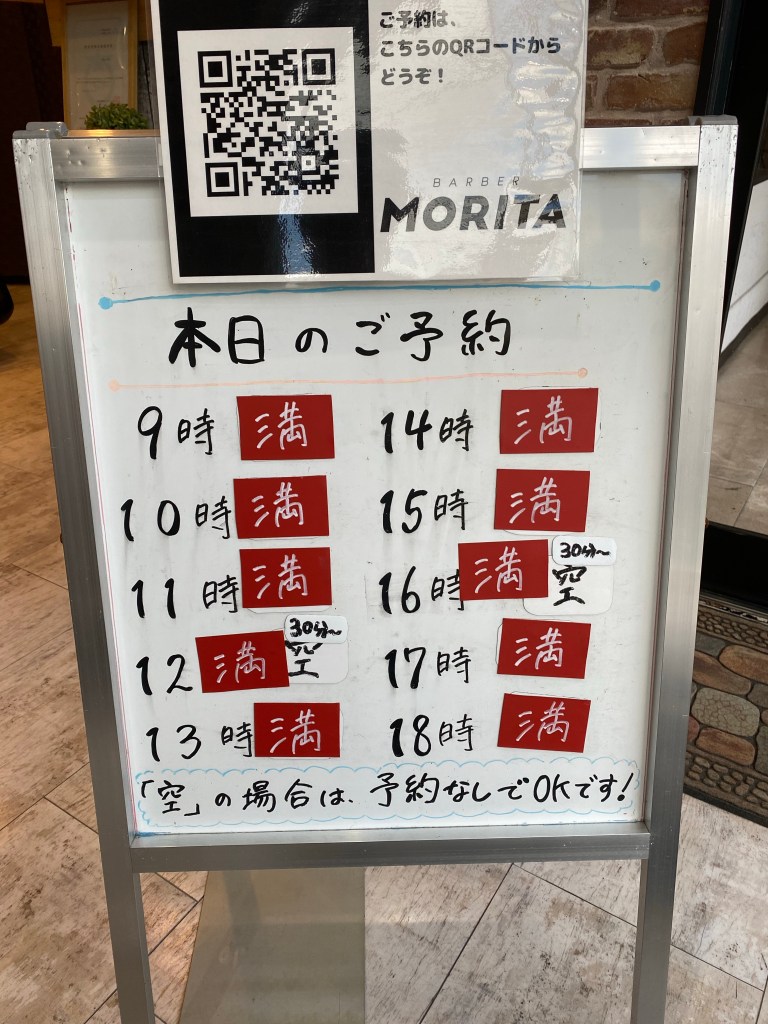 ご予約は、
こちらのQRコードから
どうぞ！
BARBER
MORITA
本日のご予約
9時 満
10時 満
11時 満
12 満 30分~ 空
13時 満
14時 満
15時 満
16時 満 30分~ 空
17時 満
18時 満
「空」の場合は、予約なしでOKです!